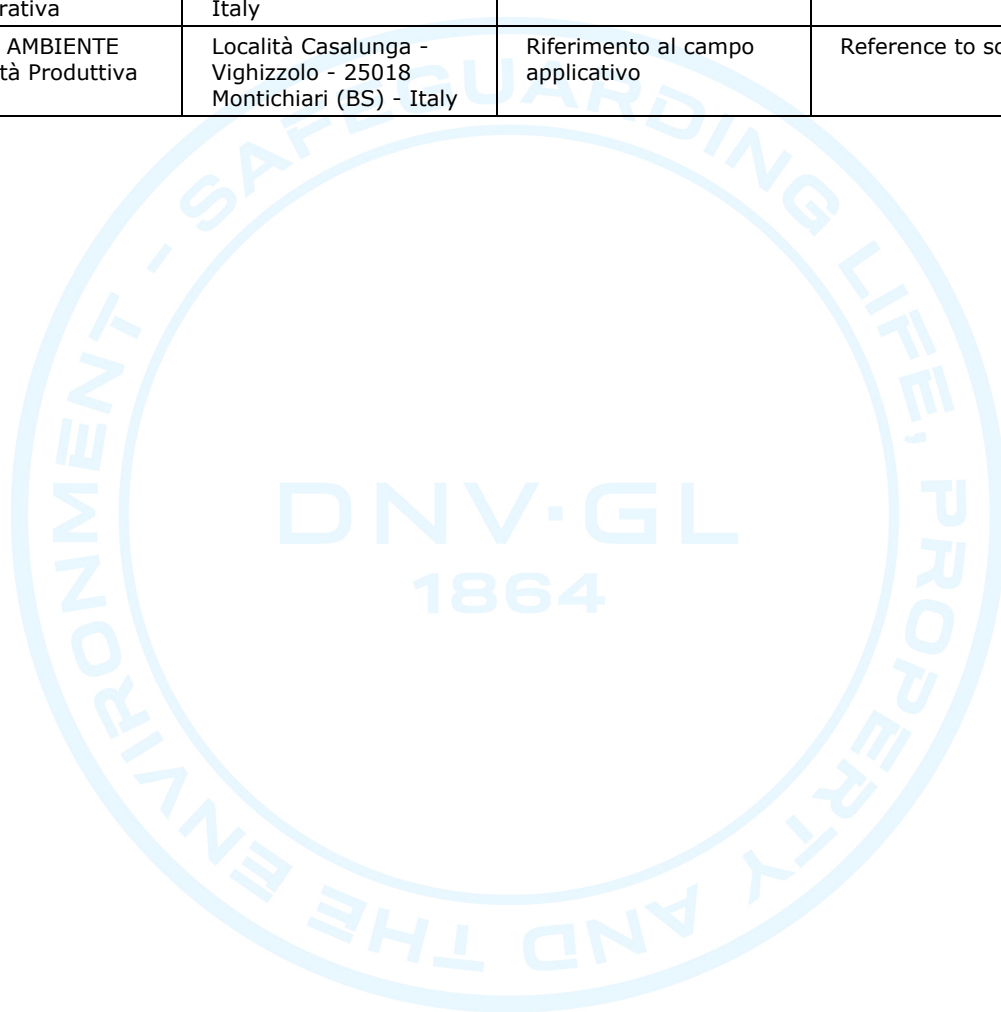 rativa
Italy
AMBIENTE
tà Produttiva
Località Casalunga -
Vighizzolo - 25018
Montichiari (BS) - Italy
Riferimento al campo
applicativo
Reference to sc
SAFEGUARDING LIFE, PROPERTY AND THE ENVIRONMENT -
DNV·GL
1864